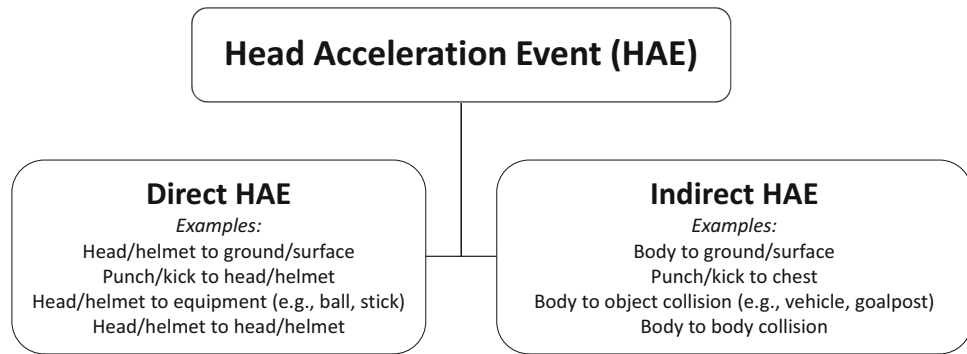 Head Acceleration Event (HAE)
Direct HAE
Examples:
Head/helmet to ground/surface
Punch/kick to head/helmet
Head/helmet to equipment (e.g., ball, stick)
Head/helmet to head/helmet
Indirect HAE
Examples:
Body to ground/surface
Punch/kick to chest
Body to object collision (e.g., vehicle, goalpost)
Body to body collision